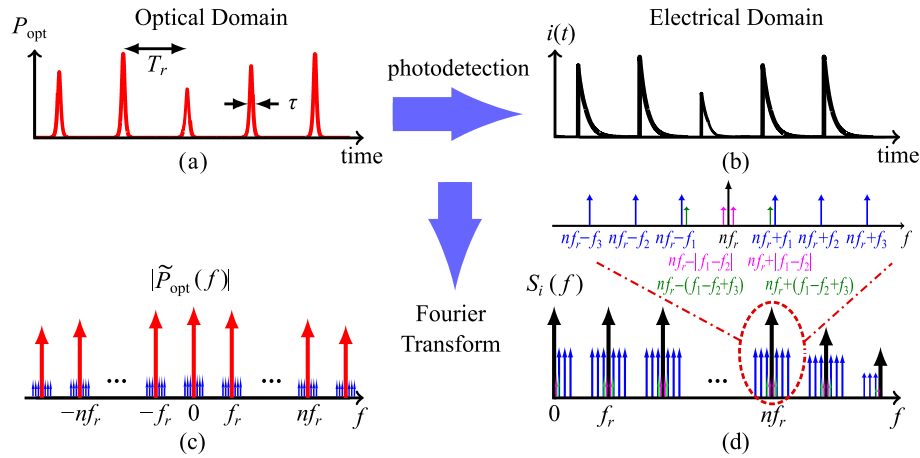 Optical Domain
Electrical Domain
P_opt
T_r
τ
time
(a)
photodetection
i(t)
time
(b)
nf_r−f_3 nf_r−f_2 nf_r−f_1 nf_r nf_r+f_1 nf_r+f_2 nf_r+f_3 f
nf_r−|f_1−f_2| nf_r+|f_1−f_2|
nf_r−(f_1−f_2+f_3) nf_r+(f_1−f_2+f_3)
|P̃_opt(f)|
Fourier
Transform
S_i(f)
...
...
...
−nf_r −f_r 0 f_r nf_r f
(c)
0 f_r nf_r f
(d)